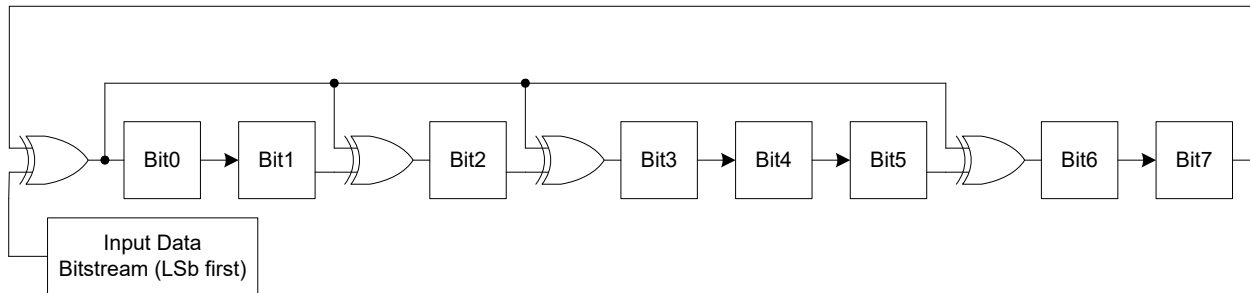 Bit0
Bit1
Bit2
Bit3
Bit4
Bit5
Bit6
Bit7
Input Data
Bitstream (LSb first)